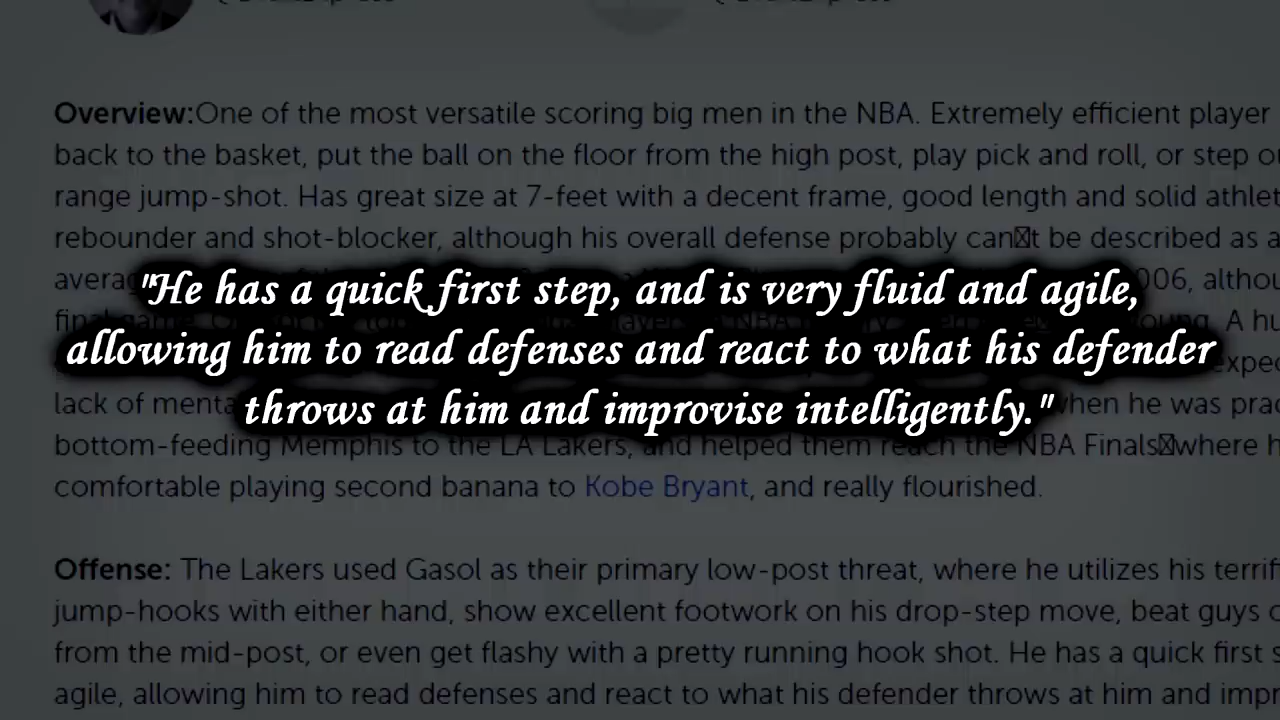 Overview:One of the most versatile scoring big men in the NBA. Extremely efficient player
back to the basket, put the ball on the floor from the high post, play pick and roll, or step
range jump-shot. Has great size at 7-feet with a decent frame, good length and solid
rebounder and shot-blocker, although his overall defense probably can t be described as a
"He has a quick first step, and is very fluid and agile,
allowing him to read defenses and react to what his defender
throws at him and improvise intelligently."
lack of when he was
bottom-feeding Memphis to the LA Lakers, and helped them reach the NBA Finals where
comfortable playing second banana to Kobe Bryant, and really flourished.
Offense: The Lakers used Gasol as their primary low-post threat, where he utilizes his
jump-hooks with either hand, show excellent footwork on his drop-step move, beat guys
from the mid-post, or even get flashy with a pretty running hook shot. He has a quick first
agile, allowing him to read defenses and react to what his defender throws at him and